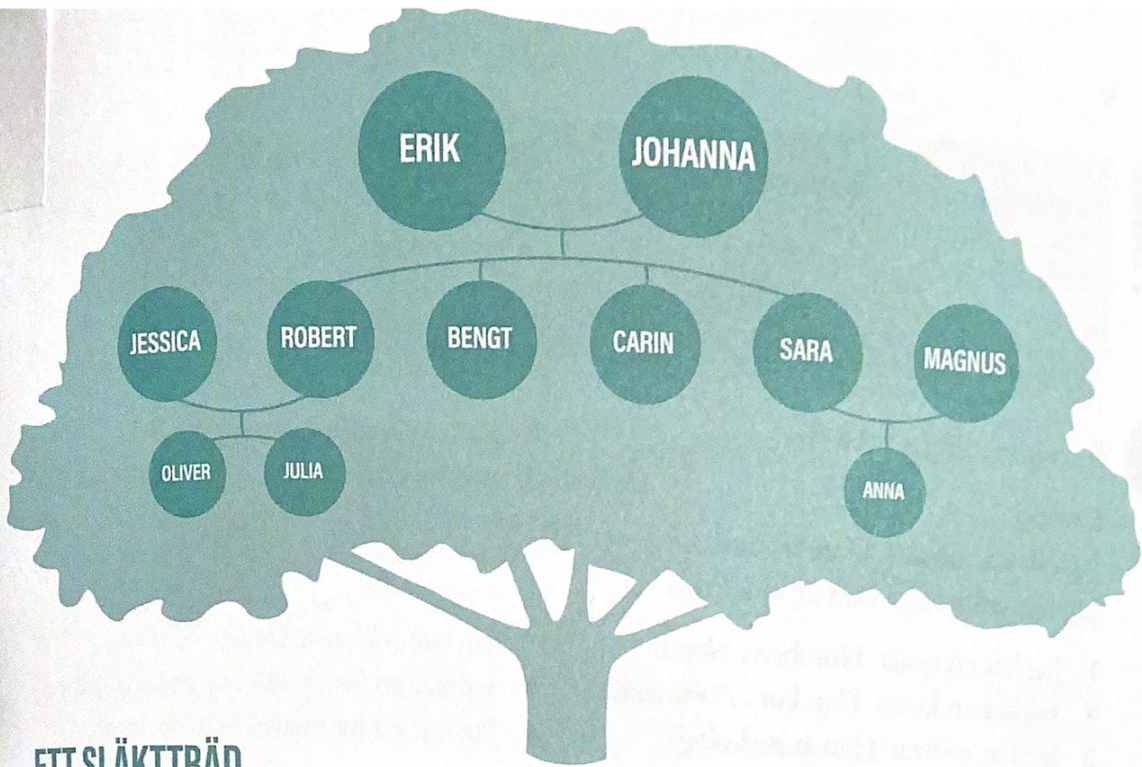 ERIK
JOHANNA
JESSICA
ROBERT
BENGT
CARIN
SARA
MAGNUS
OLIVER
JULIA
ANNA
ETT SLÄKTTRÄD